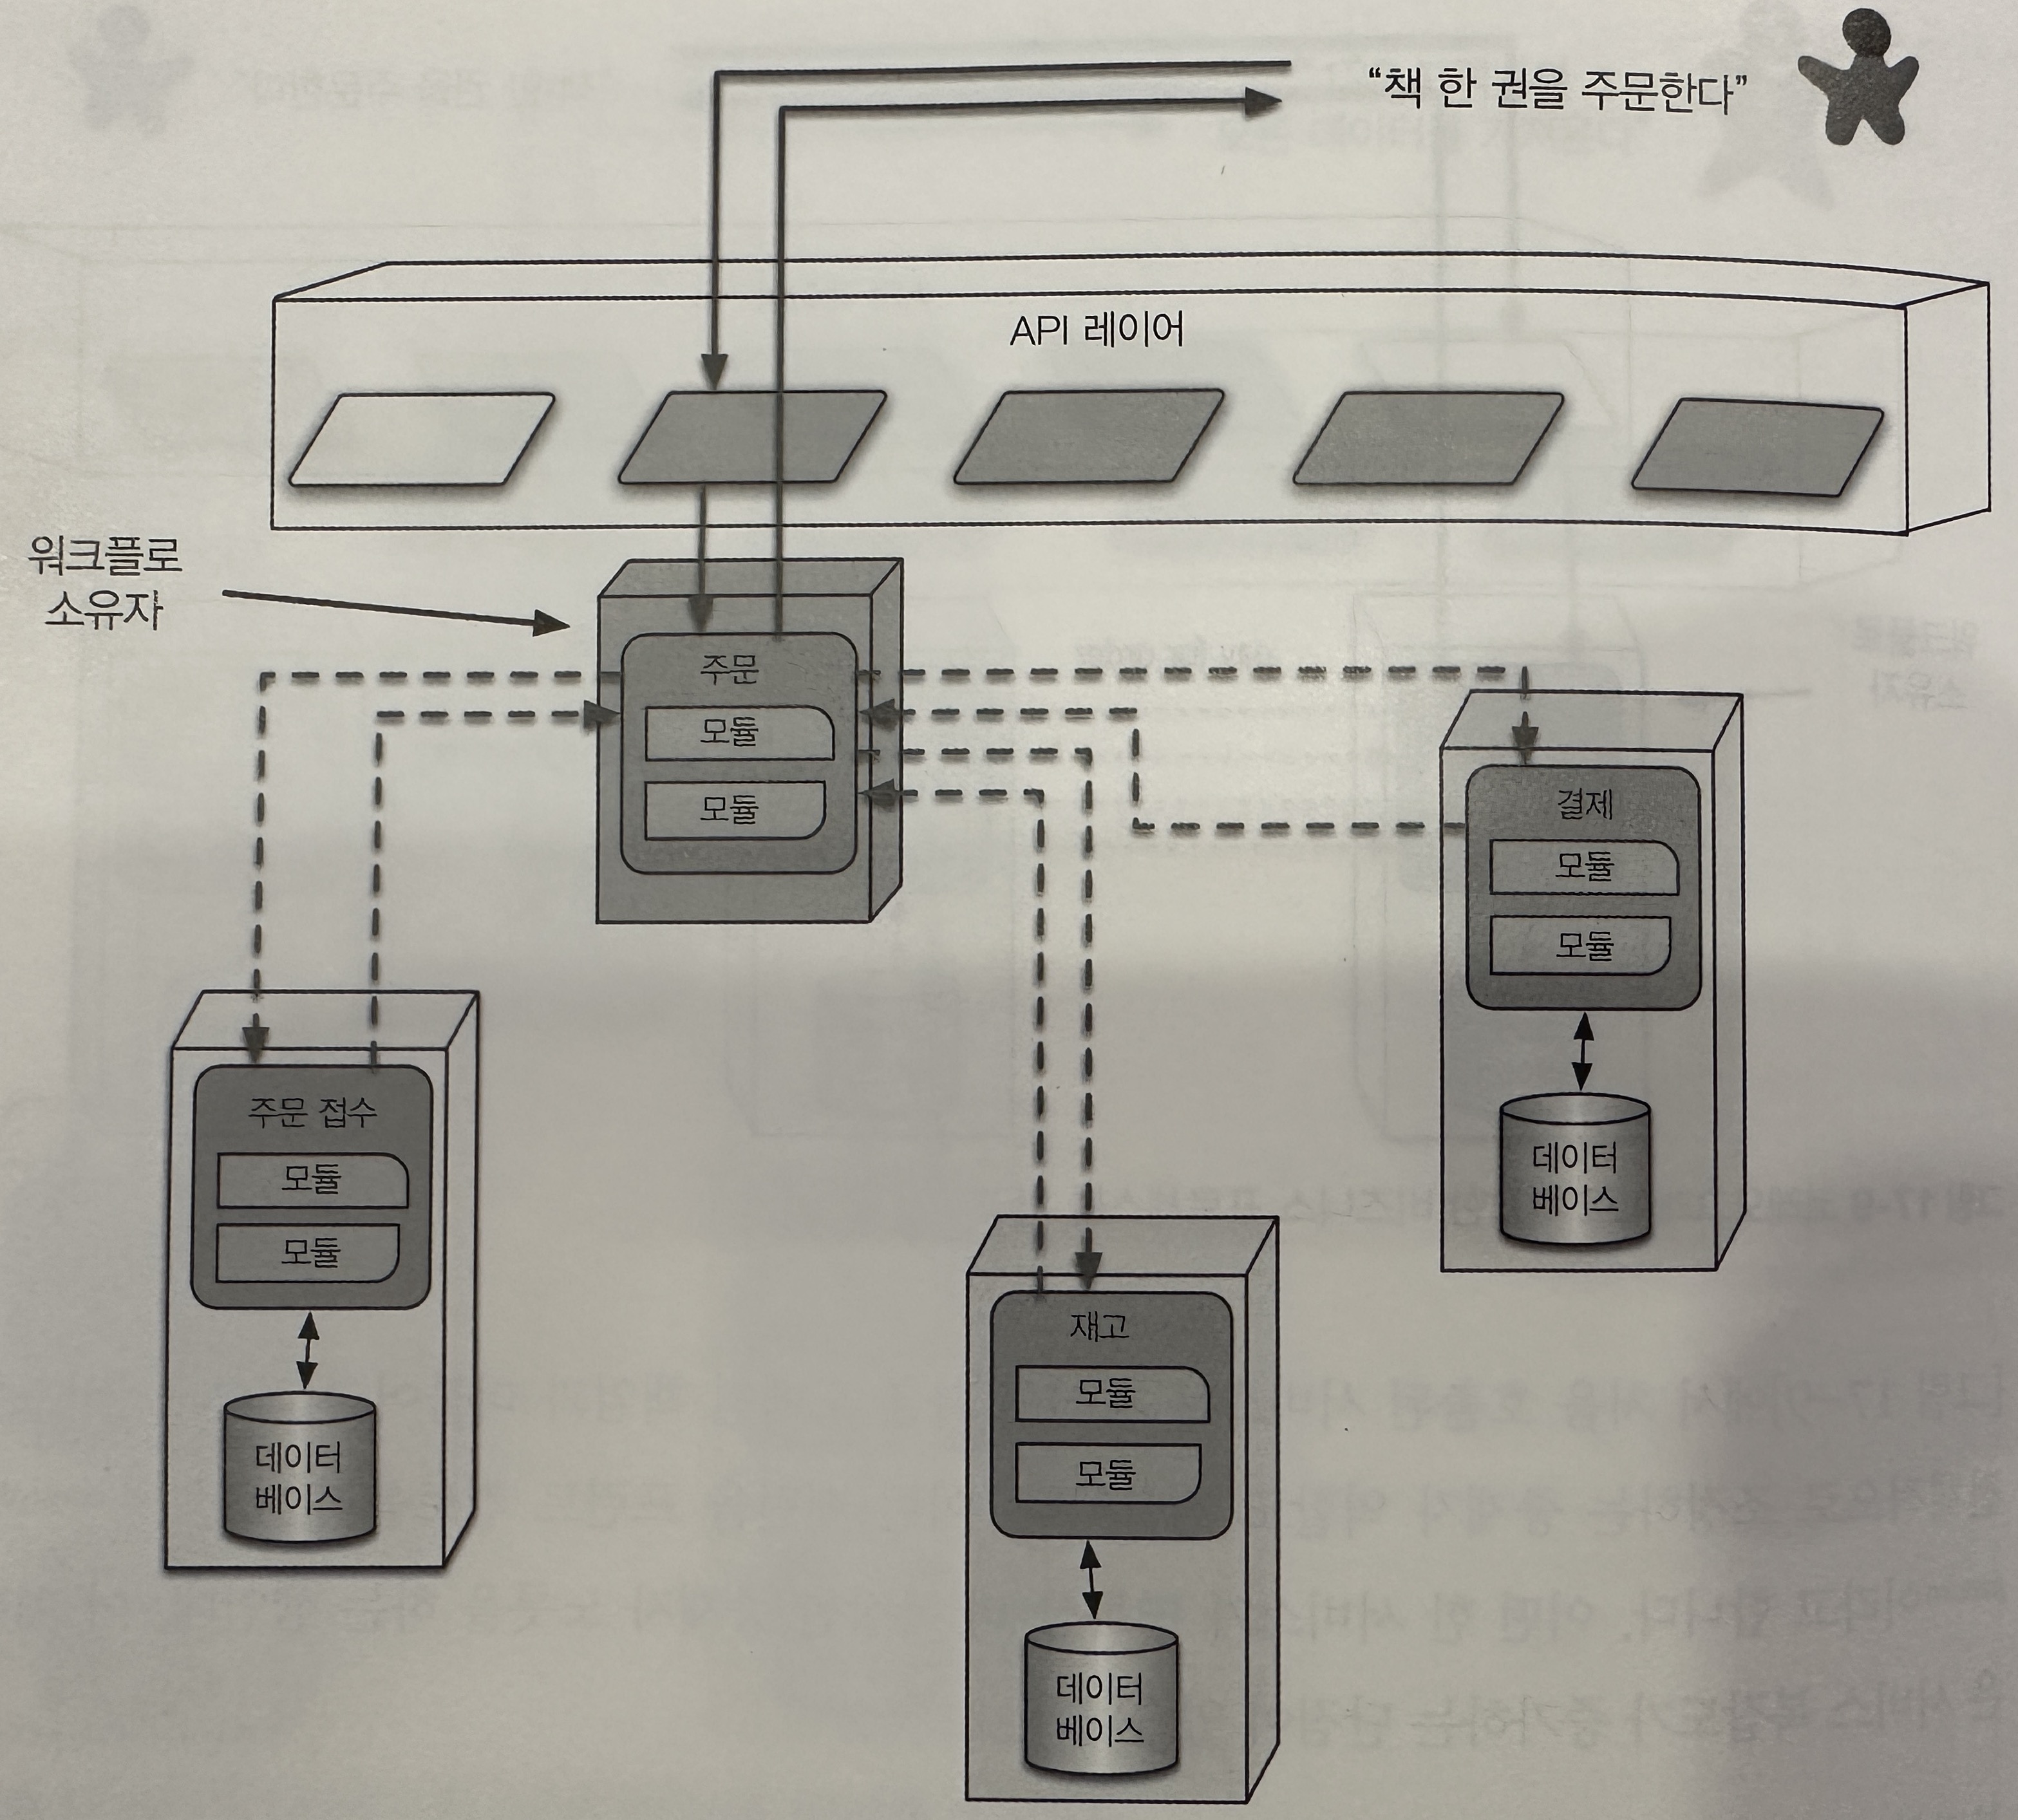 “책 한 권을 주문한다”
API 레이어
워크플로
소유자
주문
모듈
모듈
결제
모듈
모듈
데이터
베이스
주문 접수
모듈
모듈
데이터
베이스
재고
모듈
모듈
데이터
베이스